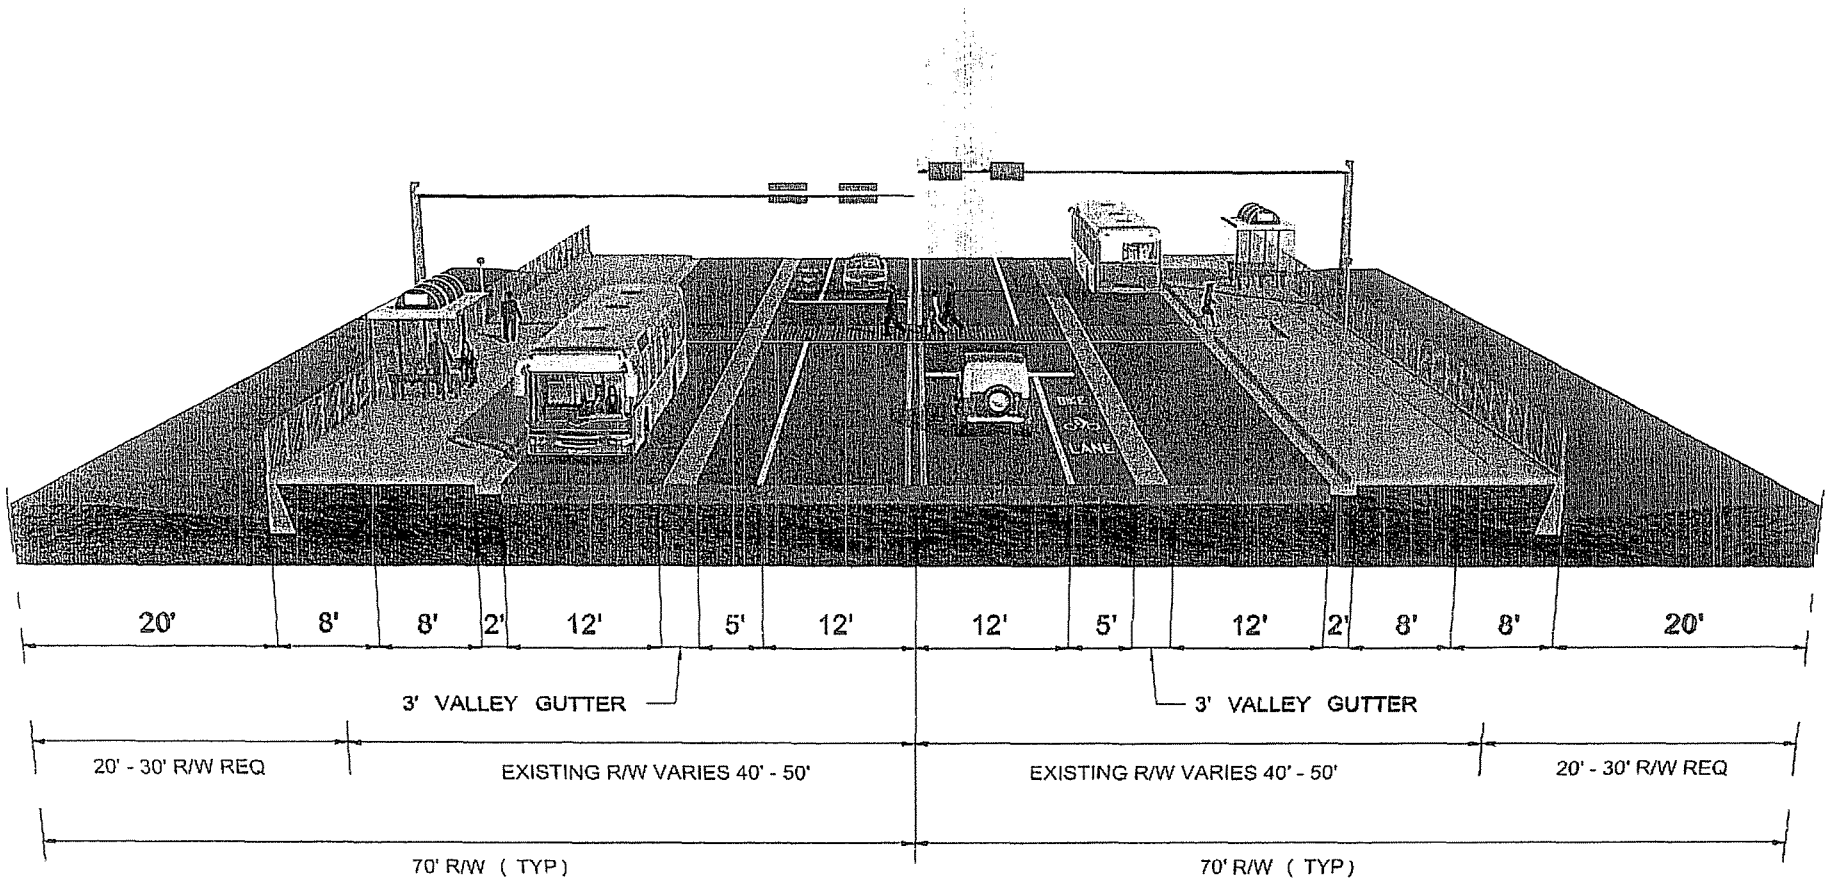 BIKE
LANE
20' 8' 8' 2' 12' 5' 12' 12' 5' 12' 2' 8' 8' 20'
3' VALLEY GUTTER 3' VALLEY GUTTER
20' - 30' R/W REQ EXISTING R/W VARIES 40' - 50' EXISTING R/W VARIES 40' - 50' 20' - 30' R/W REQ
70' R/W ( TYP ) 70' R/W ( TYP )